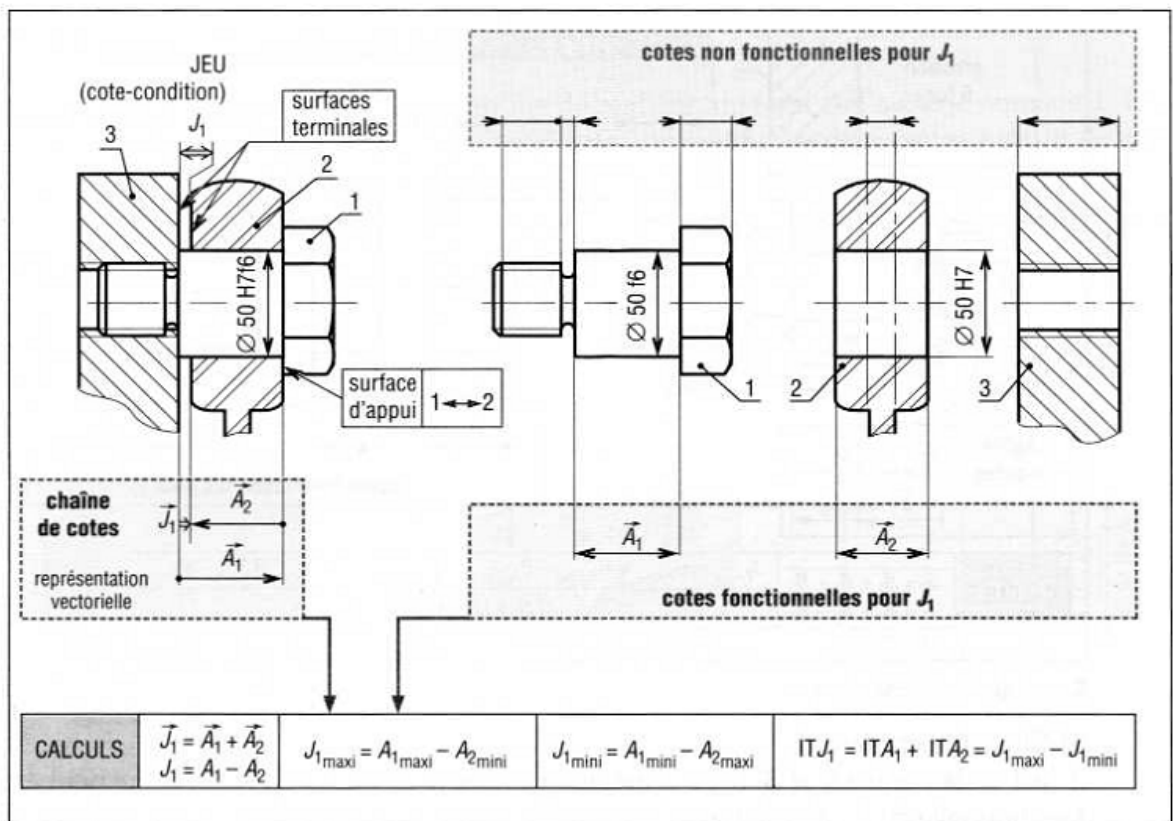 cotes non fonctionnelles pour J₁
JEU
(cote-condition)
J₁
surfaces
terminales
3
2
1
Ø 50 H7f6
surface
d'appui
1↔2
Ø 50 f6
1
2
Ø 50 H7
3
chaîne
de cotes
J₁
A₂
A₁
représentation
vectorielle
A₁
A₂
cotes fonctionnelles pour J₁
CALCULS
J₁ = A₁ + A₂
J₁ = A₁ − A₂
J₁maxi = A₁maxi − A₂mini
J₁mini = A₁mini − A₂maxi
ITJ₁ = ITA₁ + ITA₂ = J₁maxi − J₁mini